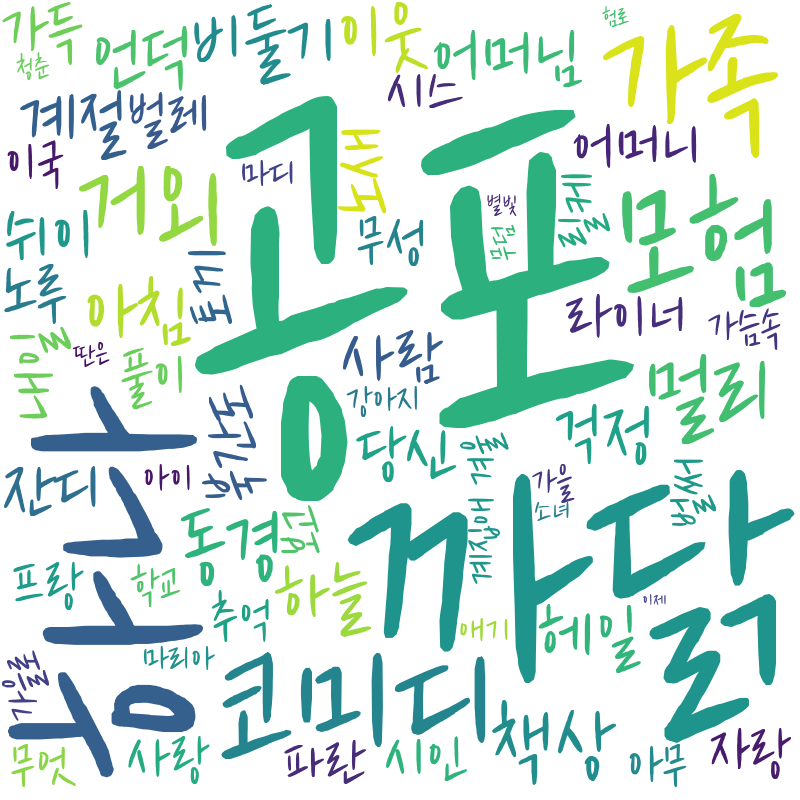 가득
청춘
언덕
비둘기
이웃
어머님
험로
가족
시스
계절
벌레
이국
마디
공포
어머니
별빛
거외
쉬이
무성
모험
노루
아침
라이너
가슴속
내일
딴은
풀이
사람
강아지
멀리
걱정
당신
잔디
아이
가을
소녀
동경
까닭
프랑
학교
추억
하늘
애기
헤일
이제
마리아
가을로
코미디
책상
무엇
사랑
파란
시인
아무
자랑